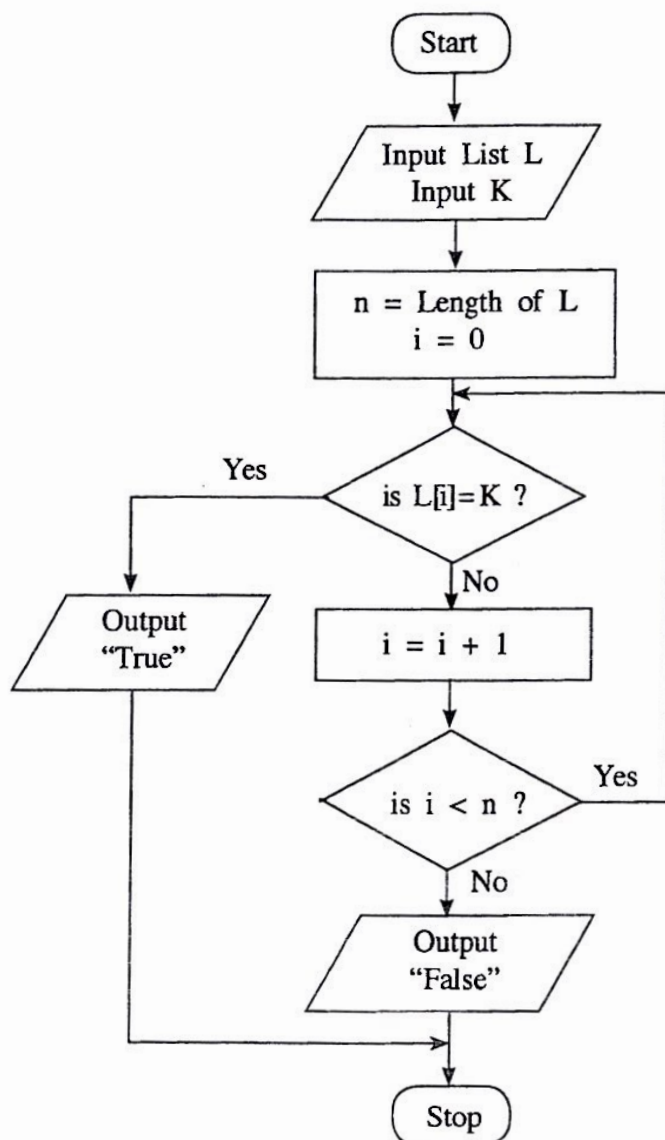 Start
Input List L
Input K
n = Length of L
i = 0
Yes
is L[i]=K ?
No
Output
“True”
i = i + 1
is i < n ?
Yes
No
Output
“False”
Stop